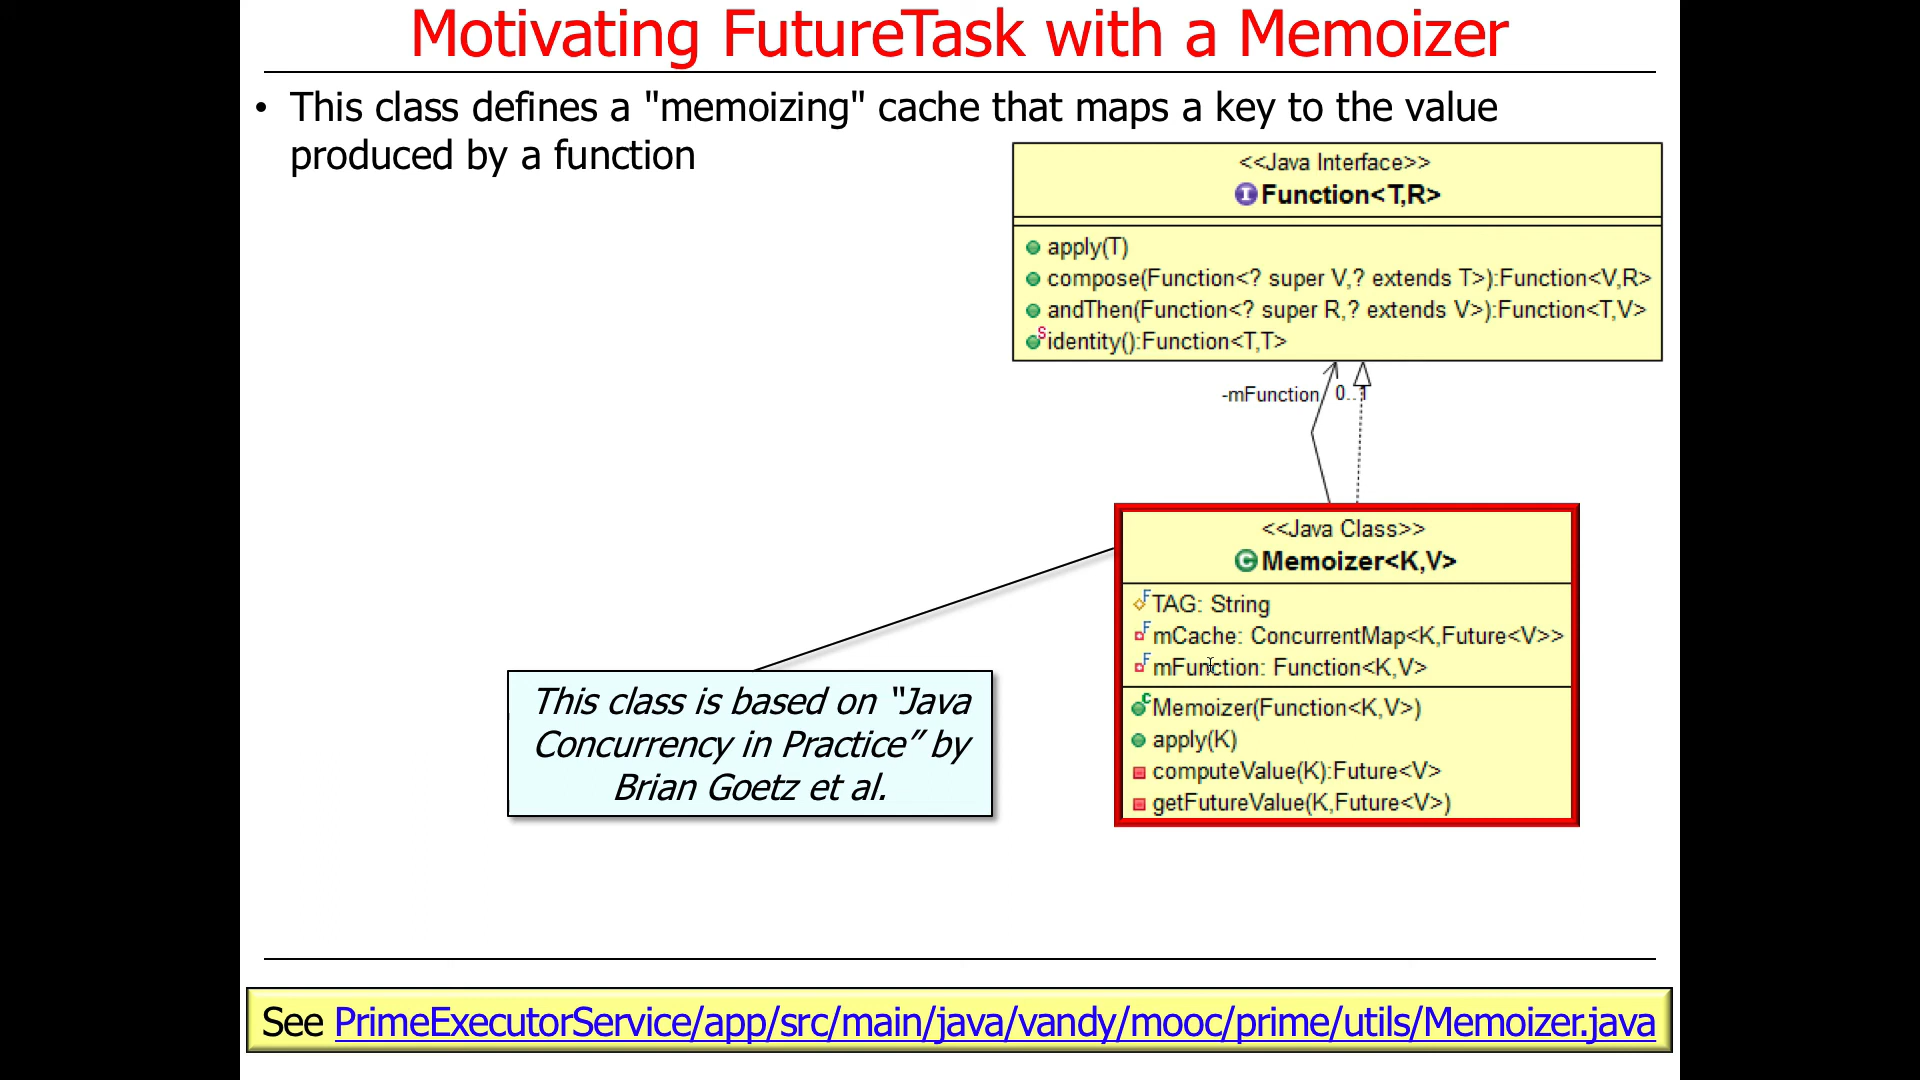 Motivating FutureTask with a Memoizer
• This class defines a "memoizing" cache that maps a key to the value
produced by a function
<<Java Interface>>
I Function<T,R>
apply(T)
compose(Function<? super V,? extends T>):Function<V,R>
andThen(Function<? super R,? extends V>):Function<T,V>
S identity():Function<T,T>
-mFunction 0..1
<<Java Class>>
C Memoizer<K,V>
F TAG: String
F mCache: ConcurrentMap<K,Future<V>>
F mFunction: Function<K,V>
C Memoizer(Function<K,V>)
apply(K)
computeValue(K):Future<V>
getFutureValue(K,Future<V>)
This class is based on “Java
Concurrency in Practice” by
Brian Goetz et al.
See PrimeExecutorService/app/src/main/java/vandy/mooc/prime/utils/Memoizer.java